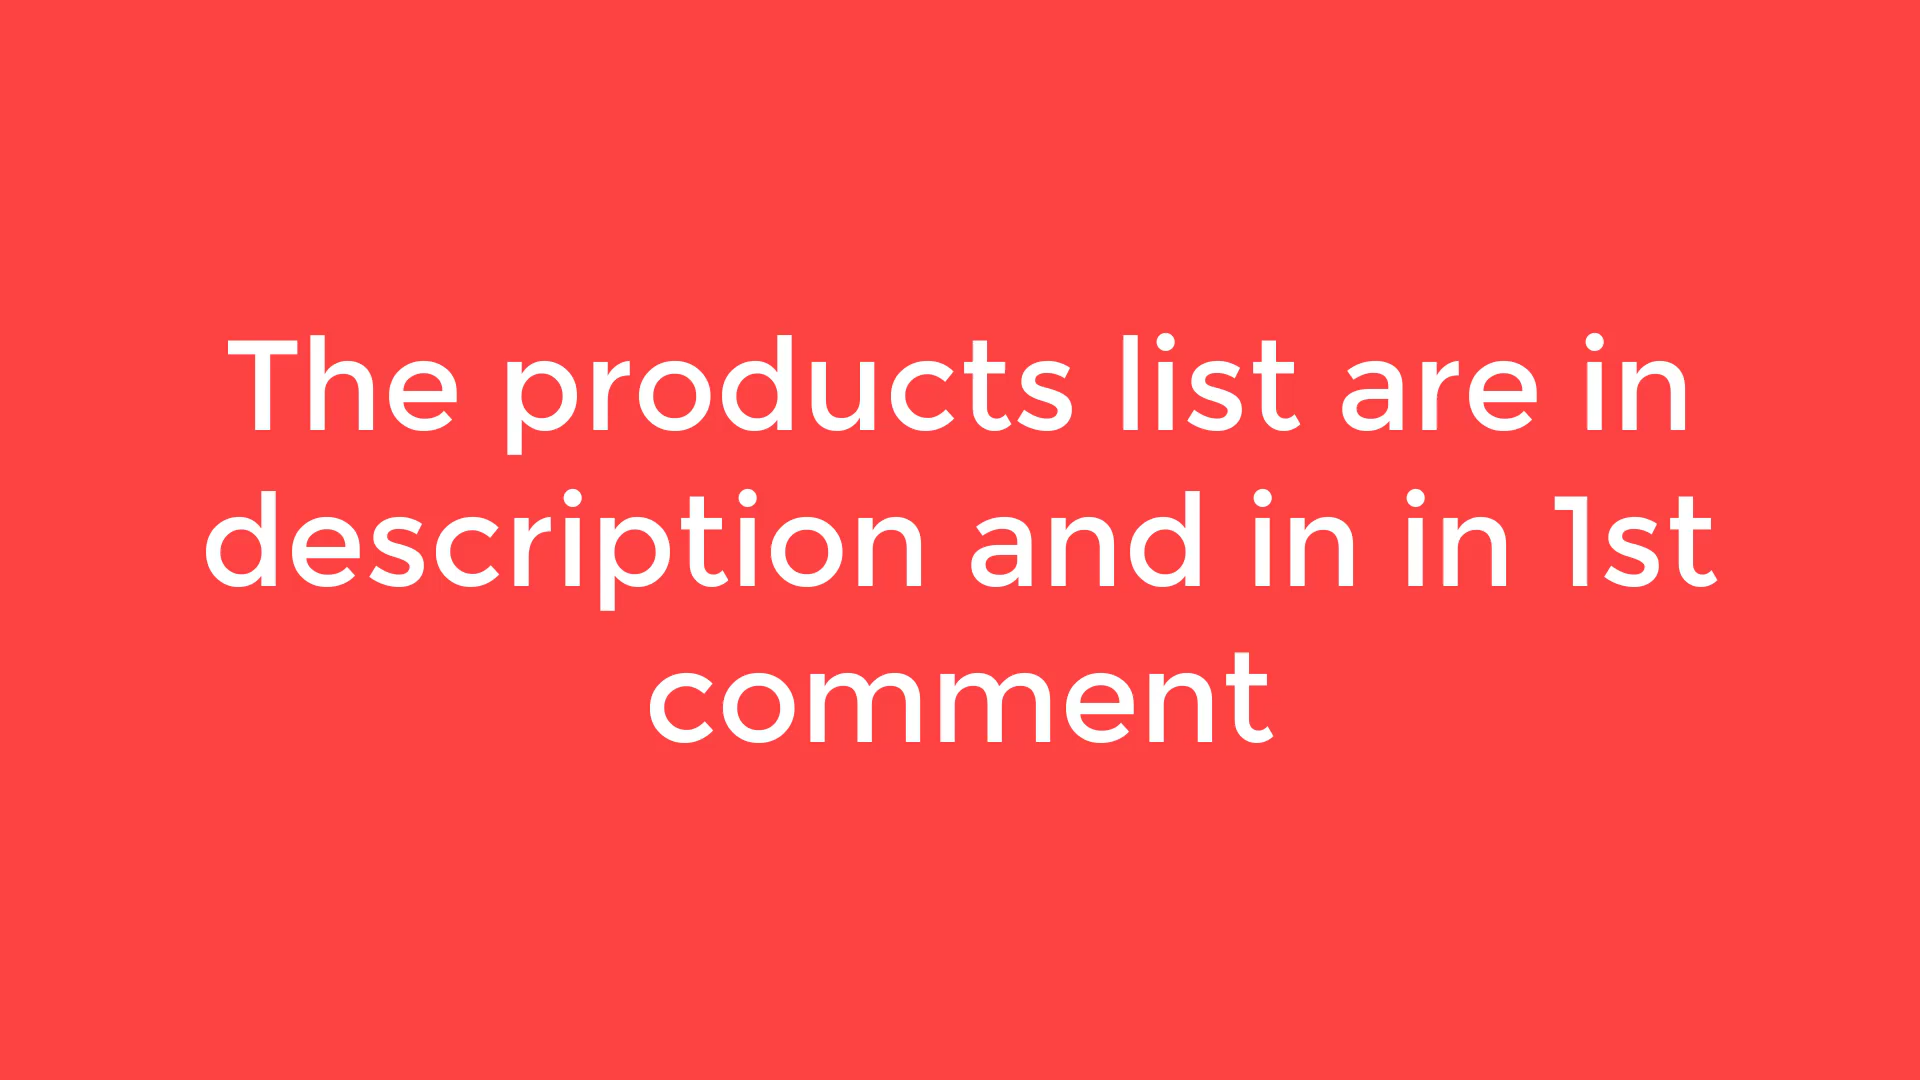 The products list are in
description and in in 1st
comment